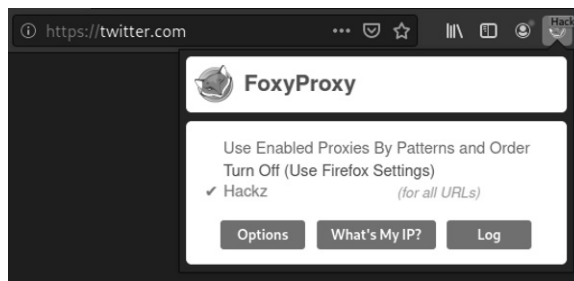 https://twitter.com
Hack
FoxyProxy
Use Enabled Proxies By Patterns and Order
Turn Off (Use Firefox Settings)
✔ Hackz (for all URLs)
Options What's My IP? Log